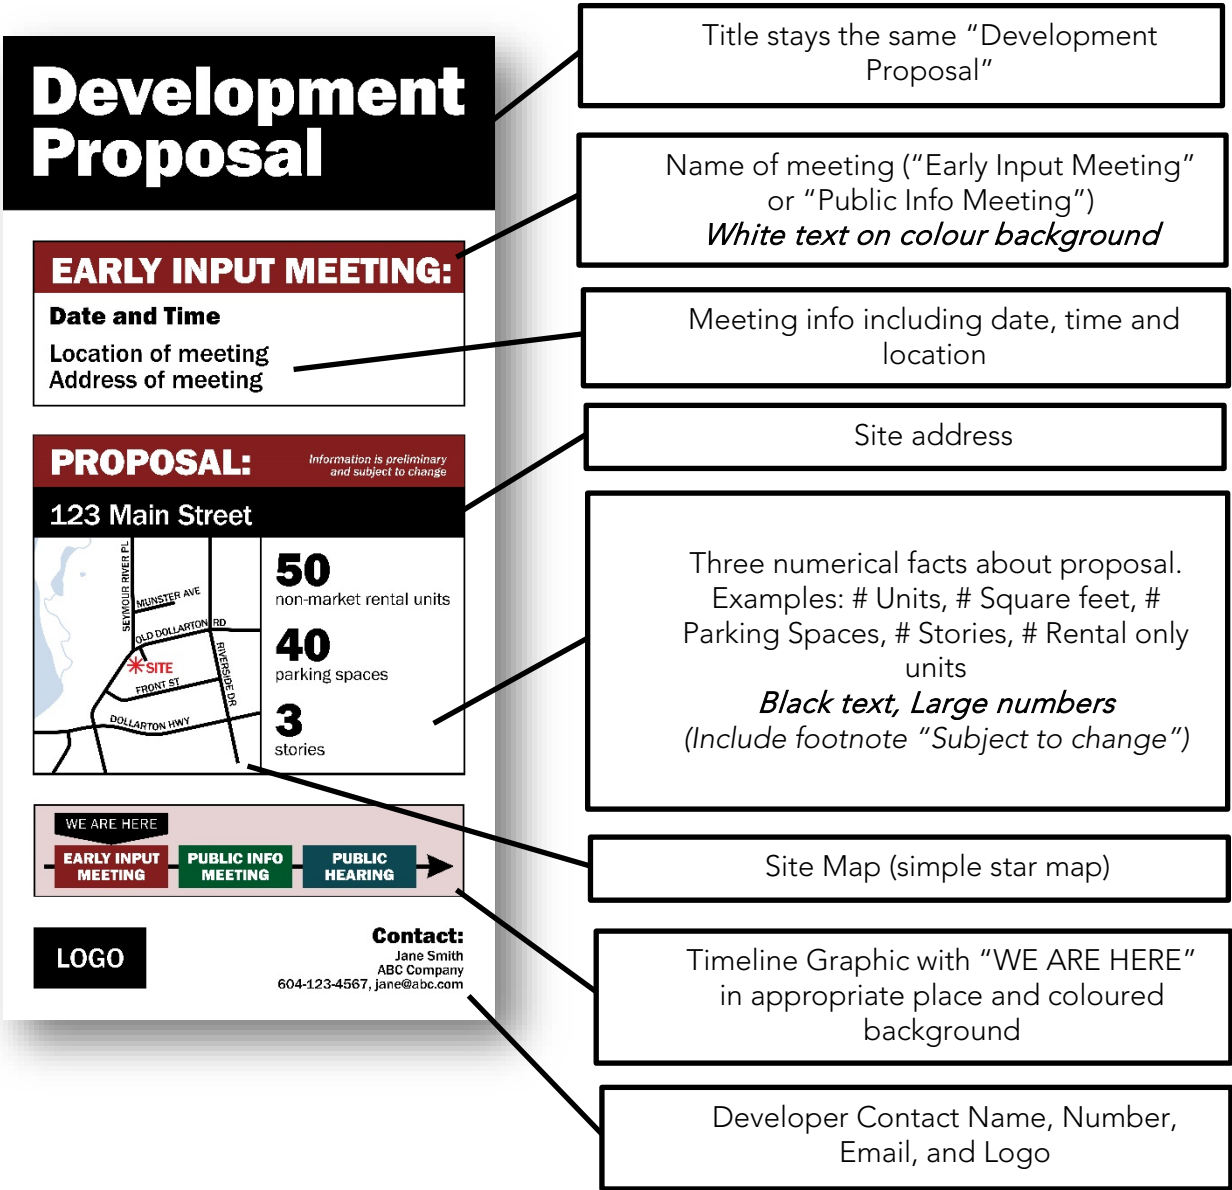 Development
Proposal
EARLY INPUT MEETING:
Date and Time
Location of meeting
Address of meeting
PROPOSAL:
Information is preliminary
and subject to change
123 Main Street
SEYMOUR RIVER PL
MUNSTER AVE
OLD DOLLARTON RD
SITE
RIVERSIDE DR
FRONT ST
DOLLARTON HWY
50
non-market rental units
40
parking spaces
3
stories
WE ARE HERE
EARLY INPUT
MEETING
PUBLIC INFO
MEETING
PUBLIC
HEARING
LOGO
Contact:
Jane Smith
ABC Company
604-123-4567, jane@abc.com
Title stays the same “Development
Proposal”
Name of meeting (“Early Input Meeting”
or “Public Info Meeting”)
White text on colour background
Meeting info including date, time and
location
Site address
Three numerical facts about proposal.
Examples: # Units, # Square feet, #
Parking Spaces, # Stories, # Rental only
units
Black text, Large numbers
(Include footnote “Subject to change”)
Site Map (simple star map)
Timeline Graphic with “WE ARE HERE”
in appropriate place and coloured
background
Developer Contact Name, Number,
Email, and Logo